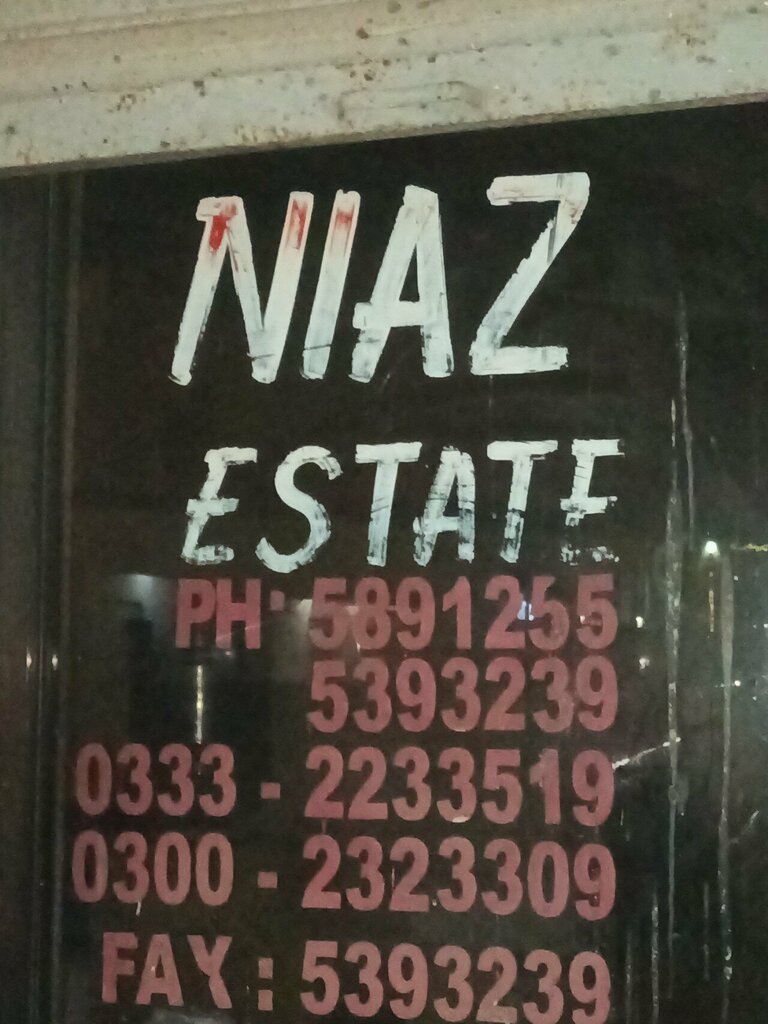 NIAZ
ESTATE
PH: 5891255
5393239
0333 - 2233519
0300 - 2323309
FAX : 5393239